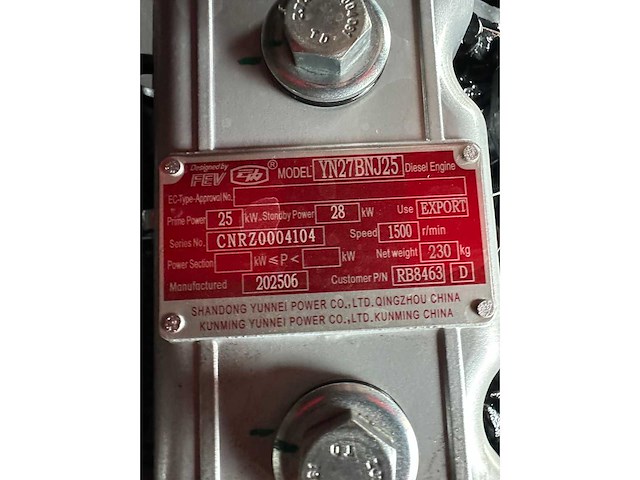 Designed by
FEV ® MODEL YN27BNJ25 Diesel Engine
EC-Type-Approval No.
Prime Power 25 kW Standby Power 28 kW Use EXPORT
Series No. CNRZ0004104 Speed 1500 r/min
Power Section kW ≤P< kW Net weight 230 kg
Manufactured 202506 Customer P/N RB8463 D
SHANDONG YUNNEI POWER CO.,LTD.QINGZHOU CHINA
KUNMING YUNNEI POWER CO.,LTD.KUNMING CHINA